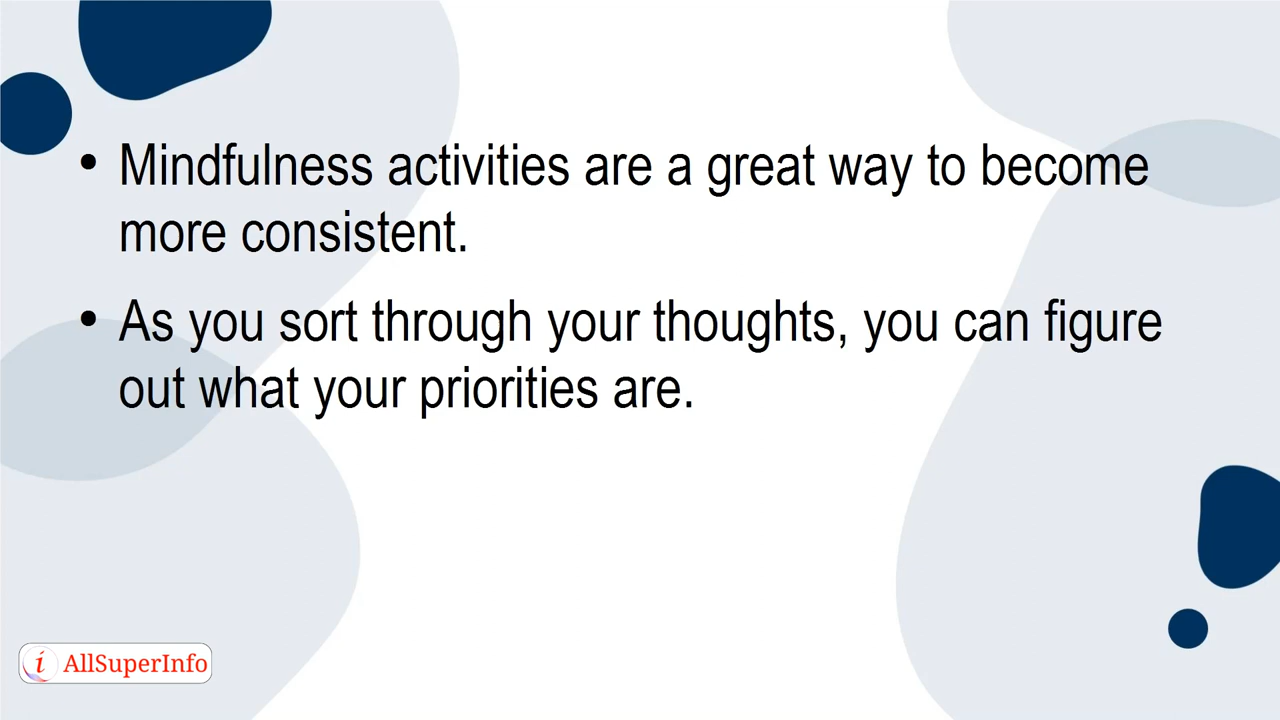 • Mindfulness activities are a great way to become
more consistent.
• As you sort through your thoughts, you can figure
out what your priorities are.
i AllSuperInfo